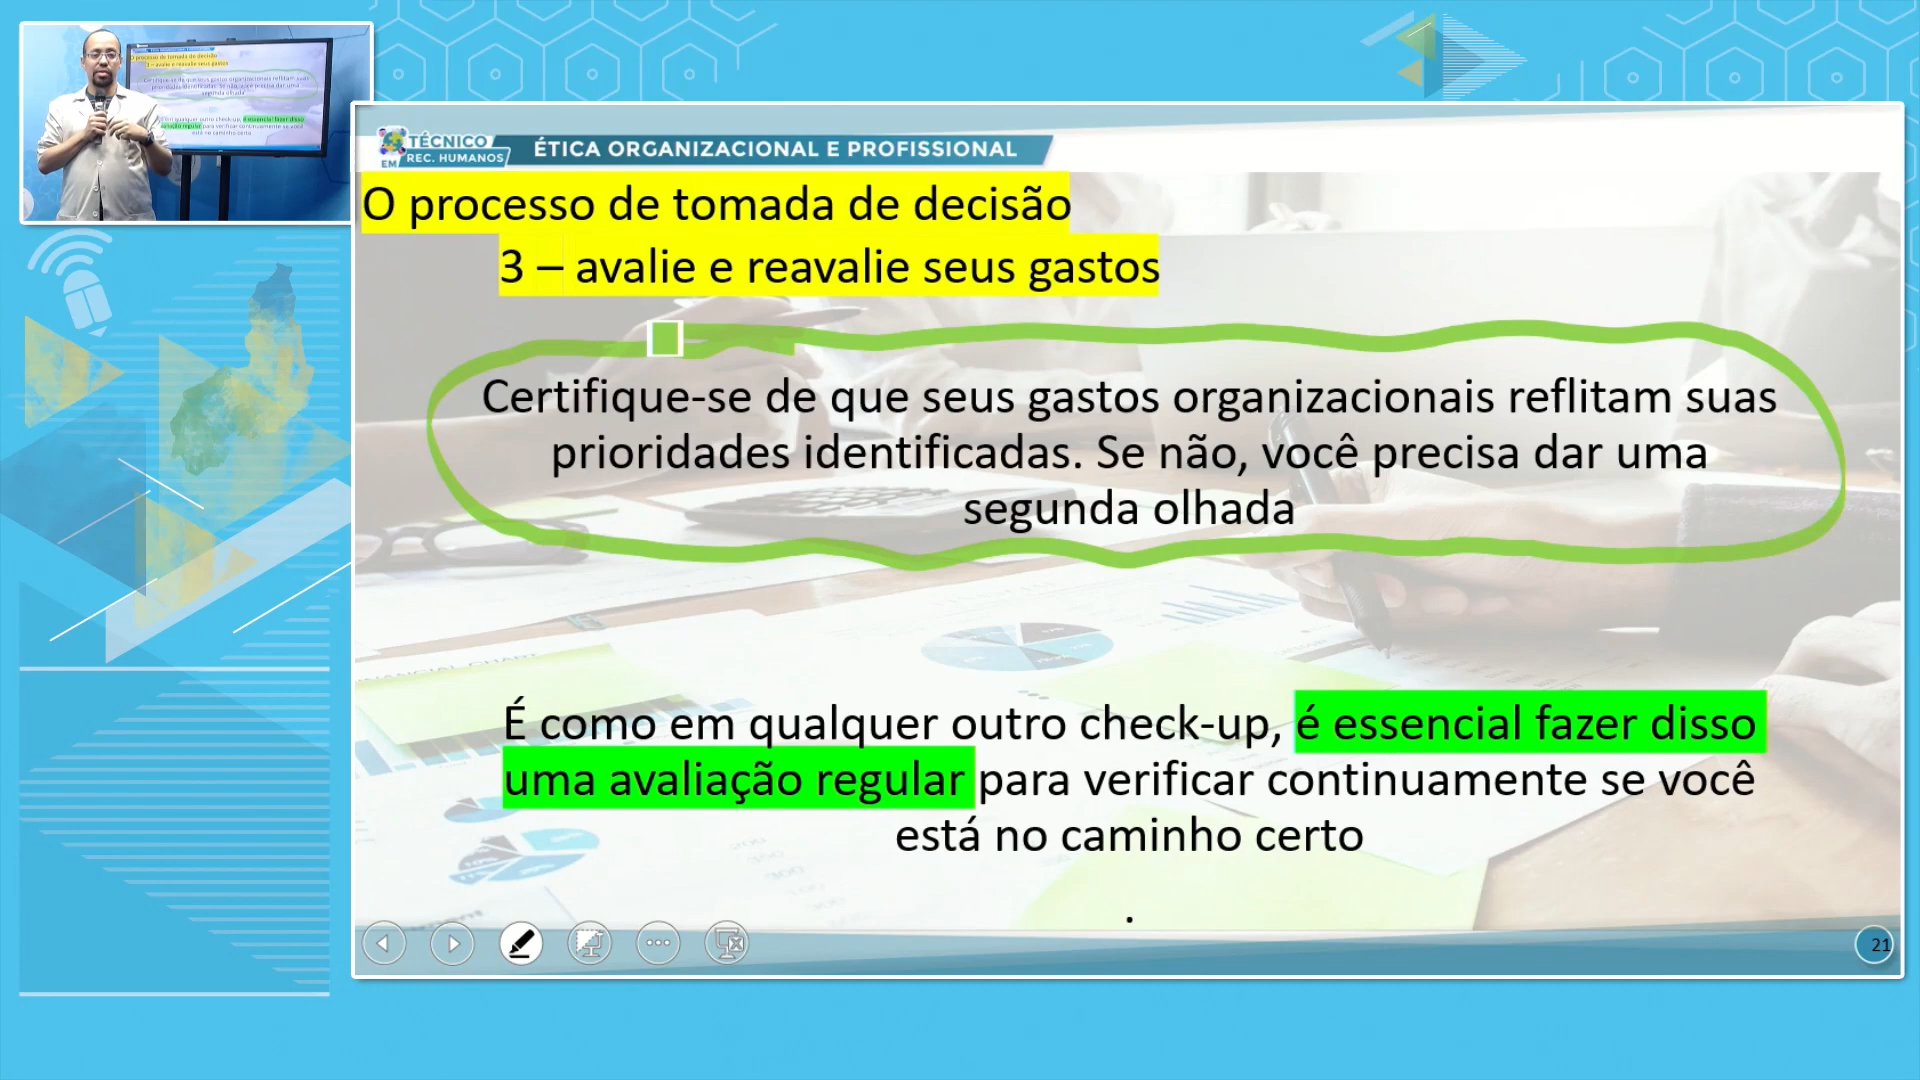 TÉCNICO
EM REC. HUMANOS
ÉTICA ORGANIZACIONAL E PROFISSIONAL
O processo de tomada de decisão
3 – avalie e reavalie seus gastos
Certifique-se de que seus gastos organizacionais reflitam suas
prioridades identificadas. Se não, você precisa dar uma
segunda olhada
É como em qualquer outro check-up, é essencial fazer disso
uma avaliação regular para verificar continuamente se você
está no caminho certo
.
21